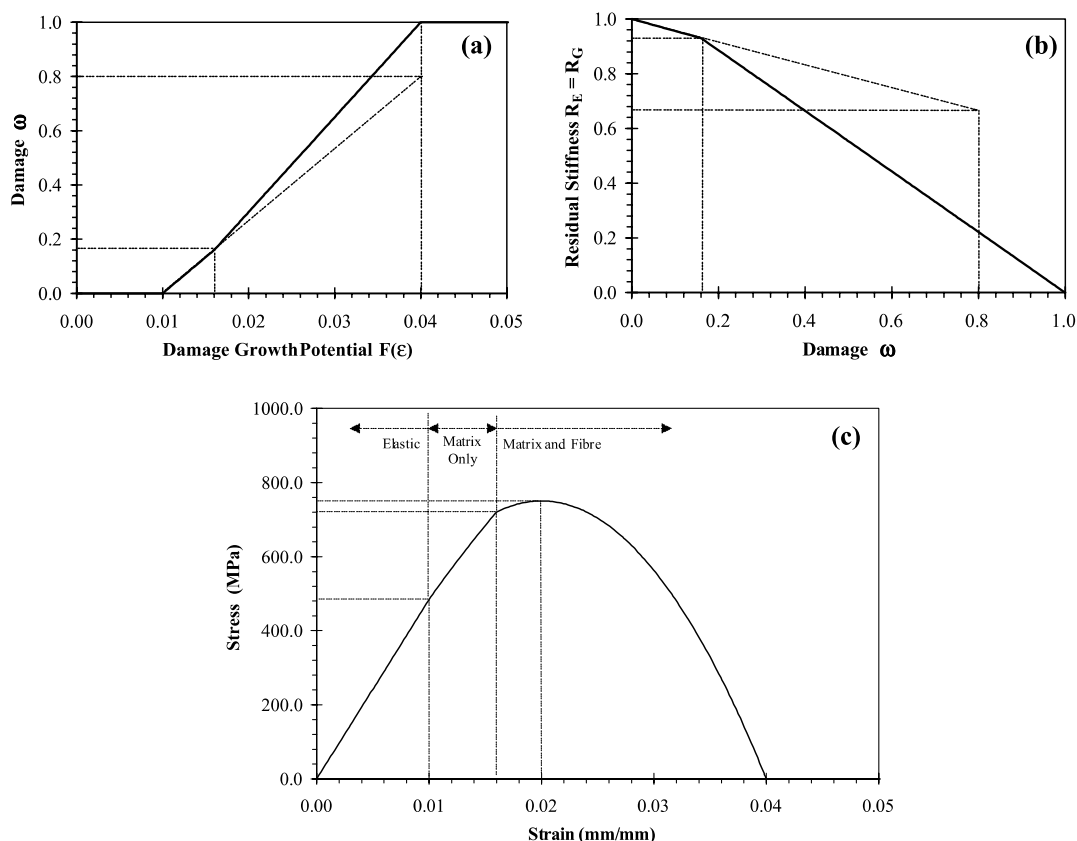 (a)
Damage ω
1.0
0.8
0.6
0.4
0.2
0.0
0.00 0.01 0.02 0.03 0.04 0.05
Damage Growth Potential F(ε)
(b)
Residual Stiffness R_E = R_G
1.0
0.8
0.6
0.4
0.2
0.0
0.0 0.2 0.4 0.6 0.8 1.0
Damage ω
(c)
Stress (MPa)
1000.0
800.0
600.0
400.0
200.0
0.0
Elastic
Matrix
Only
Matrix and Fibre
0.00 0.01 0.02 0.03 0.04 0.05
Strain (mm/mm)